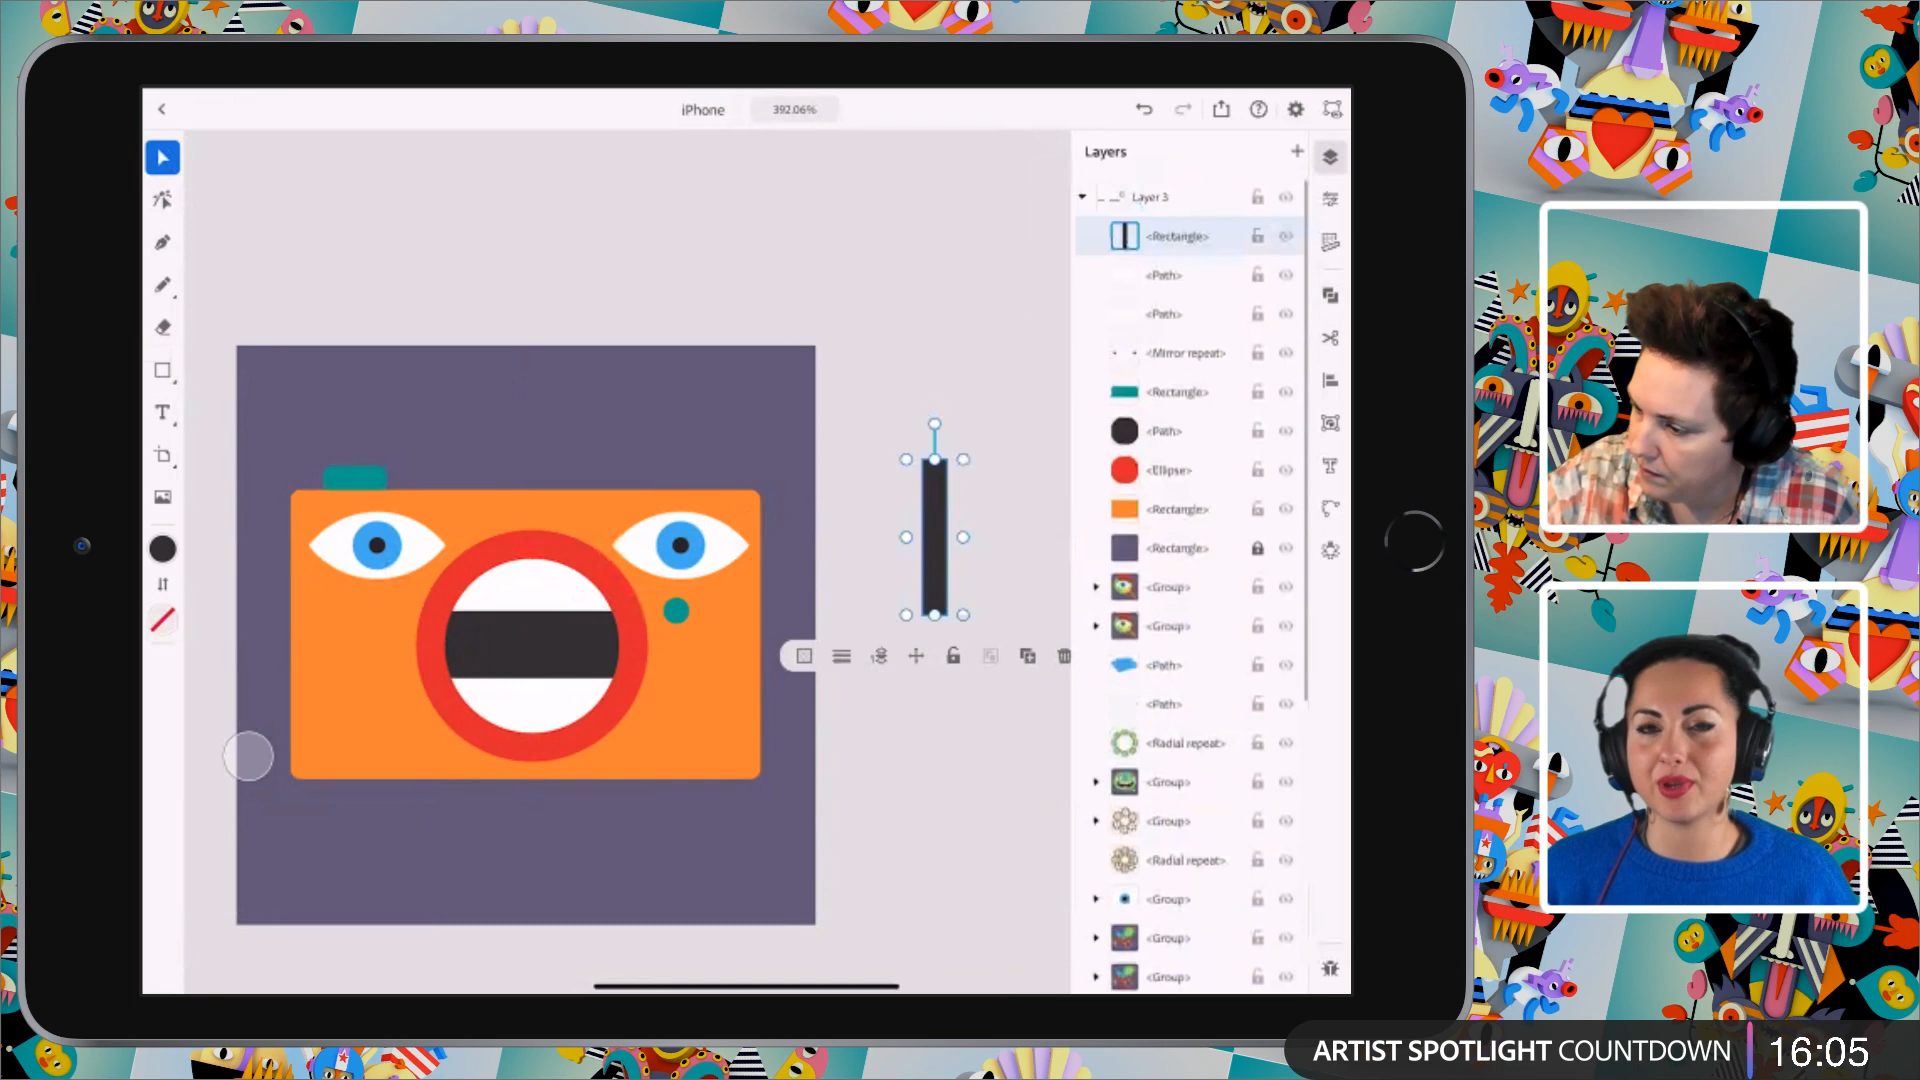 iPhone
392.06%
Layers
Layer 3
<Rectangle>
<Path>
<Path>
<Mirror repeat>
<Rectangle>
<Path>
<Ellipse>
<Rectangle>
<Rectangle>
<Group>
<Group>
<Path>
<Path>
<Radial repeat>
<Group>
<Group>
<Radial repeat>
<Group>
<Group>
<Group>
ARTIST SPOTLIGHT COUNTDOWN 16:05